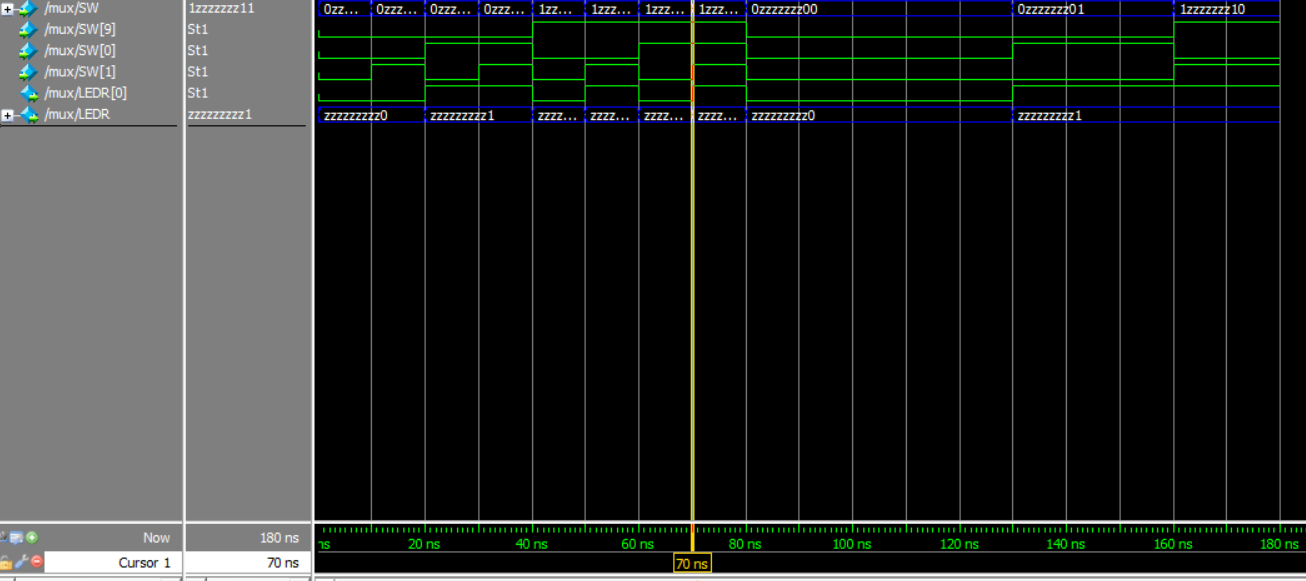 /mux/SW 1zzzzzzz11 0zz... 0zzz... 0zzz... 0zzz... 1zz... 1zzz... 1zzz... 1zzz... 0zzzzzzz00 0zzzzzzz01 1zzzzzzz10
/mux/SW[9] St1
/mux/SW[0] St1
/mux/SW[1] St1
/mux/LEDR[0] St1
/mux/LEDR zzzzzzzzz1 zzzzzzzzz0 zzzzzzzzz1 zzzz... zzzz... zzzz... zzzz... zzzzzzzzz0 zzzzzzzzz1
Now 180 ns ns 20 ns 40 ns 60 ns 80 ns 100 ns 120 ns 140 ns 160 ns 180 ns
Cursor 1 70 ns 70 ns